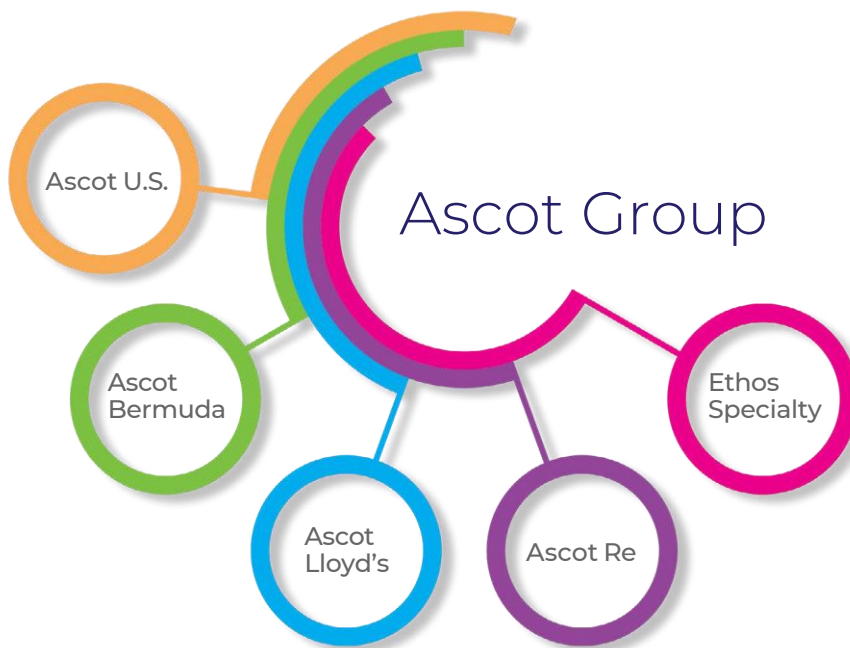 Ascot Group
Ascot U.S.
Ascot
Bermuda
Ascot
Lloyd’s
Ascot Re
Ethos
Specialty